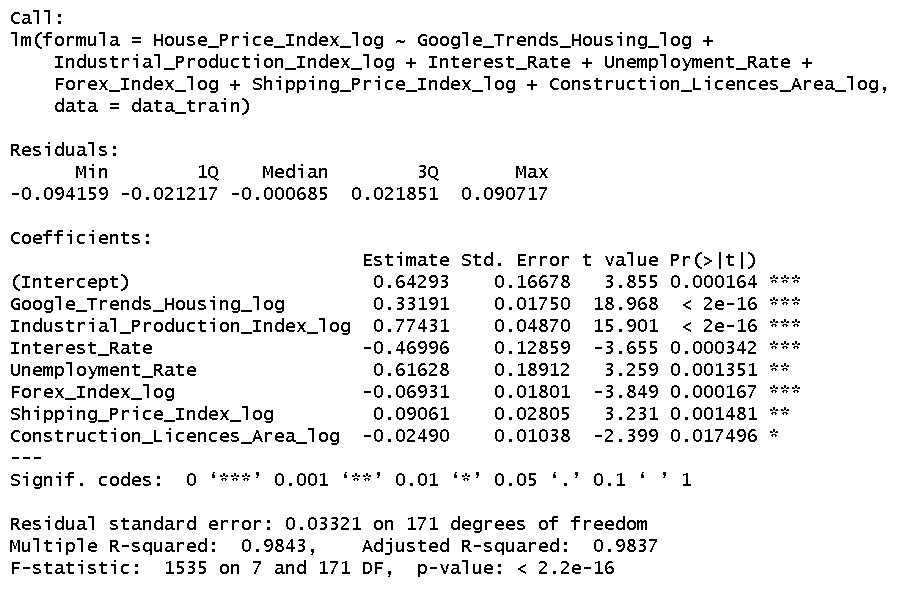 Call:
lm(formula = House_Price_Index_log ~ Google_Trends_Housing_log +
    Industrial_Production_Index_log + Interest_Rate + Unemployment_Rate +
    Forex_Index_log + Shipping_Price_Index_log + Construction_Licences_Area_log,
    data = data_train)

Residuals:
      Min        1Q    Median        3Q       Max
-0.094159 -0.021217 -0.000685  0.021851  0.090717

Coefficients:
                                Estimate Std. Error t value Pr(>|t|)
(Intercept)                      0.64293    0.16678   3.855 0.000164 ***
Google_Trends_Housing_log        0.33191    0.01750  18.968  < 2e-16 ***
Industrial_Production_Index_log  0.77431    0.04870  15.901  < 2e-16 ***
Interest_Rate                   -0.46996    0.12859  -3.655 0.000342 ***
Unemployment_Rate                0.61628    0.18912   3.259 0.001351 **
Forex_Index_log                 -0.06931    0.01801  -3.849 0.000167 ***
Shipping_Price_Index_log         0.09061    0.02805   3.231 0.001481 **
Construction_Licences_Area_log  -0.02490    0.01038  -2.399 0.017496 *
---
Signif. codes:  0 ‘***’ 0.001 ‘**’ 0.01 ‘*’ 0.05 ‘.’ 0.1 ‘ ’ 1

Residual standard error: 0.03321 on 171 degrees of freedom
Multiple R-squared:  0.9843,    Adjusted R-squared:  0.9837
F-statistic:  1535 on 7 and 171 DF,  p-value: < 2.2e-16